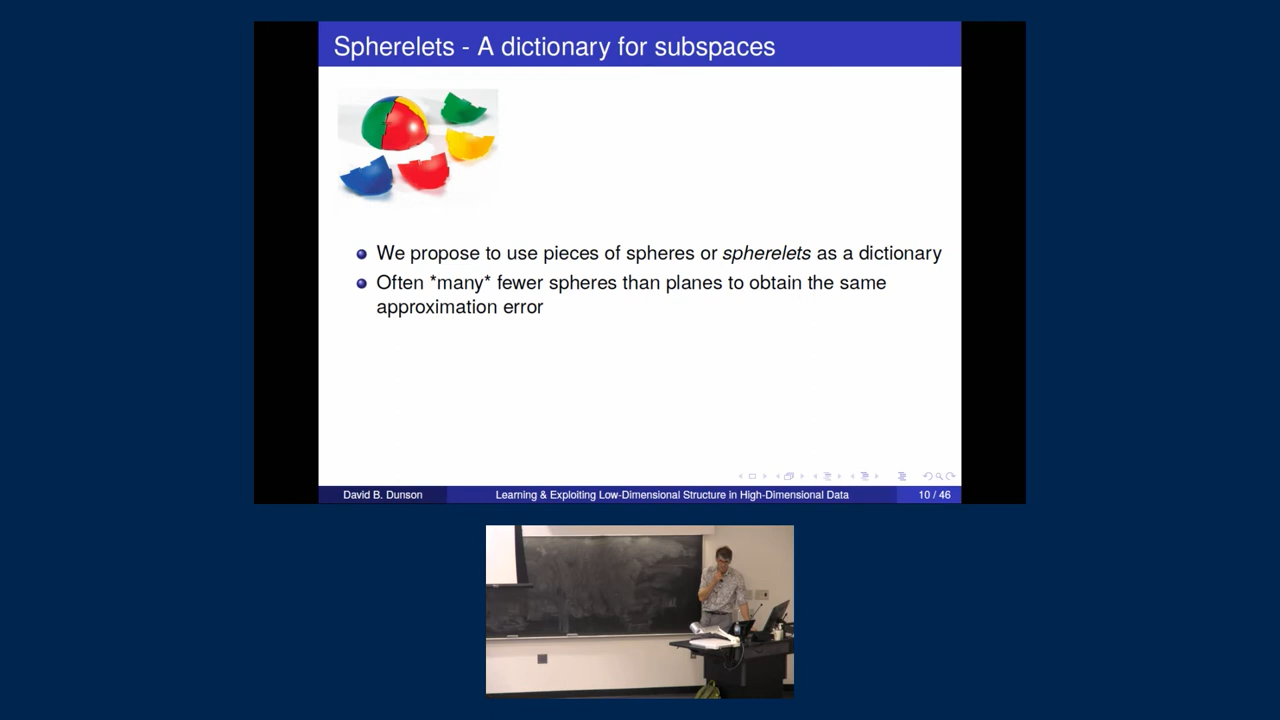 Spherelets - A dictionary for subspaces
We propose to use pieces of spheres or spherelets as a dictionary
Often *many* fewer spheres than planes to obtain the same
approximation error
David B. Dunson
Learning & Exploiting Low-Dimensional Structure in High-Dimensional Data
10 / 46